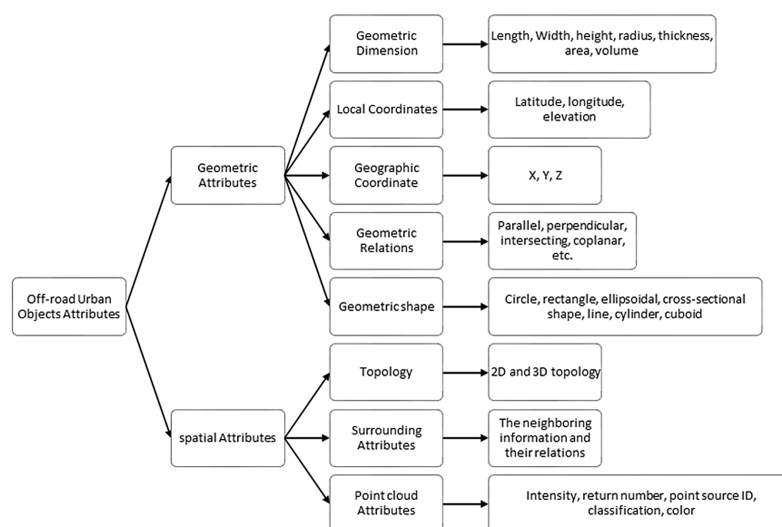 Off-road Urban
Objects Attributes
Geometric
Attributes
Geometric
Dimension
Length, Width, height, radius, thickness,
area, volume
Local Coordinates
Latitude, longitude,
elevation
Geographic
Coordinate
X, Y, Z
Geometric
Relations
Parallel, perpendicular,
intersecting, coplanar,
etc.
Geometric shape
Circle, rectangle, ellipsoidal, cross-sectional
shape, line, cylinder, cuboid
spatial Attributes
Topology
2D and 3D topology
Surrounding
Attributes
The neighboring
information and
their relations
Point cloud
Attributes
Intensity, return number, point source ID,
classification, color